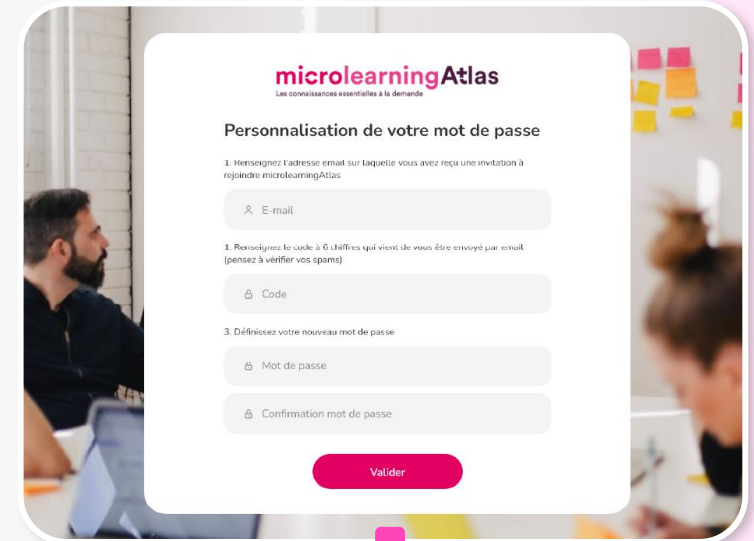 microlearningAtlas
Les connaissances essentielles à la demande
Personnalisation de votre mot de passe
1. Renseignez l'adresse email sur laquelle vous avez reçu une invitation à
rejoindre microlearningAtlas
E-mail
1. Renseignez le code à 6 chiffres qui vient de vous être envoyé par email
(pensez à vérifier vos spams)
Code
3. Définissez votre nouveau mot de passe
Mot de passe
Confirmation mot de passe
Valider